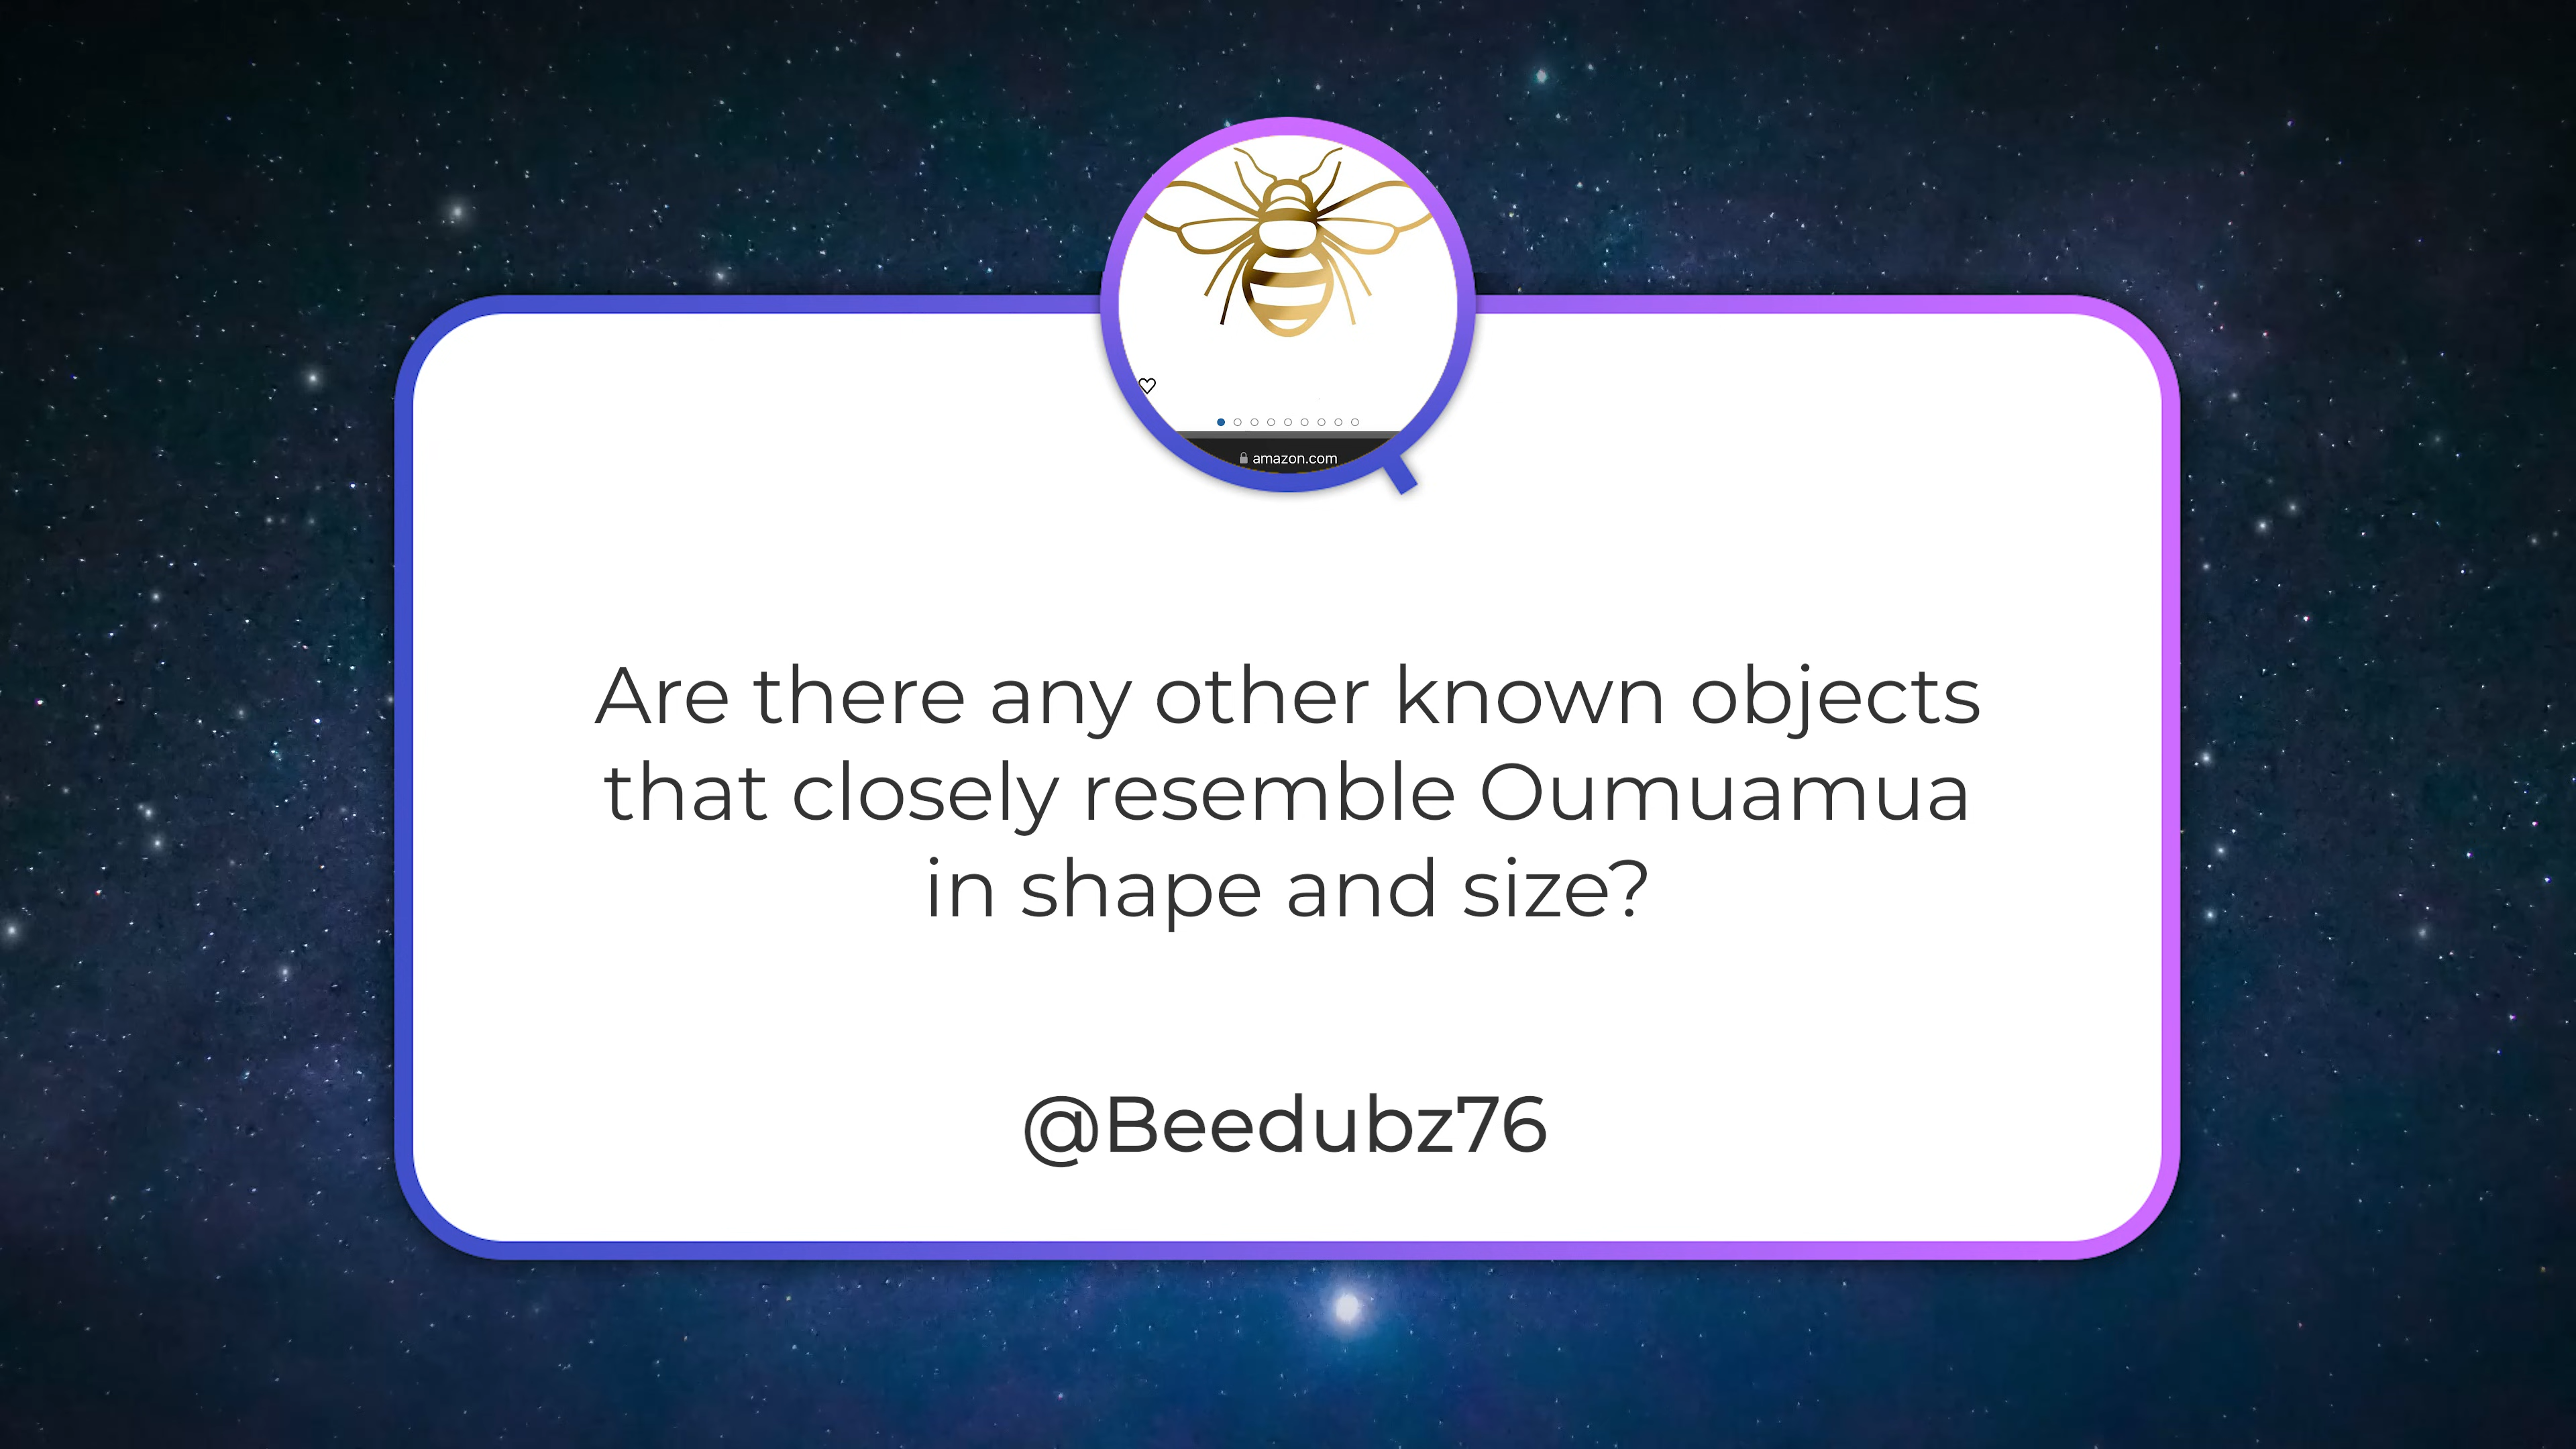 amazon.com
Are there any other known objects
that closely resemble Oumuamua
in shape and size?
@Beedubz76